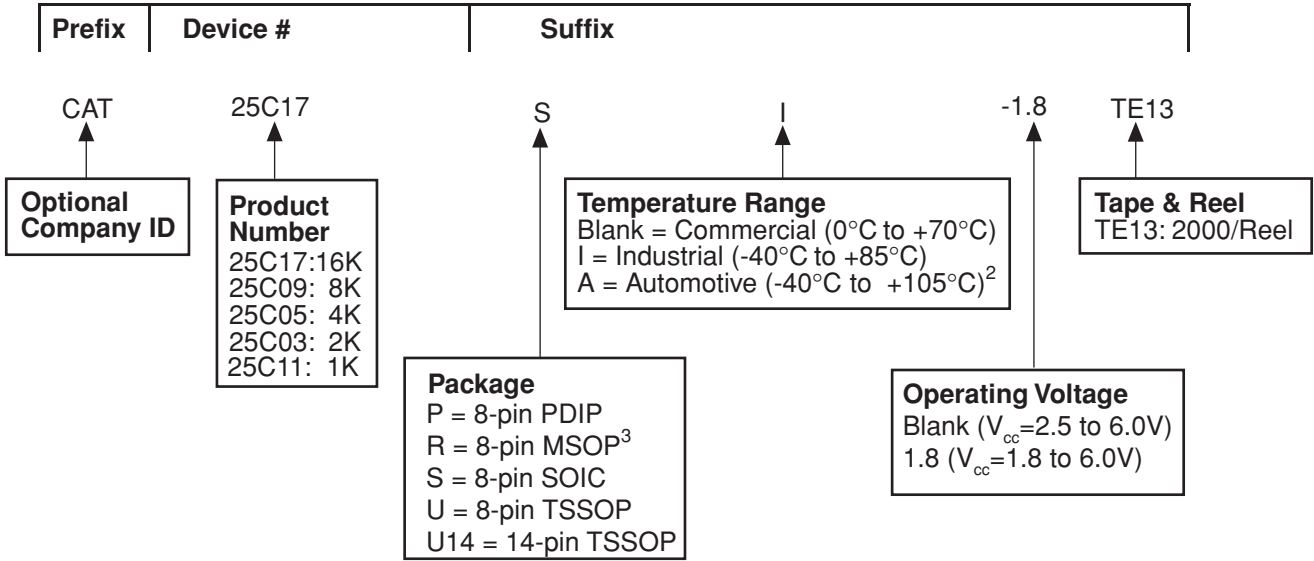 Prefix Device # Suffix
CAT 25C17 S I -1.8 TE13
Optional
Company ID
Product
Number
25C17:16K
25C09: 8K
25C05: 4K
25C03: 2K
25C11: 1K
Temperature Range
Blank = Commercial (0°C to +70°C)
I = Industrial (-40°C to +85°C)
A = Automotive (-40°C to +105°C)²
Tape & Reel
TE13: 2000/Reel
Package
P = 8-pin PDIP
R = 8-pin MSOP³
S = 8-pin SOIC
U = 8-pin TSSOP
U14 = 14-pin TSSOP
Operating Voltage
Blank (Vcc=2.5 to 6.0V)
1.8 (Vcc=1.8 to 6.0V)